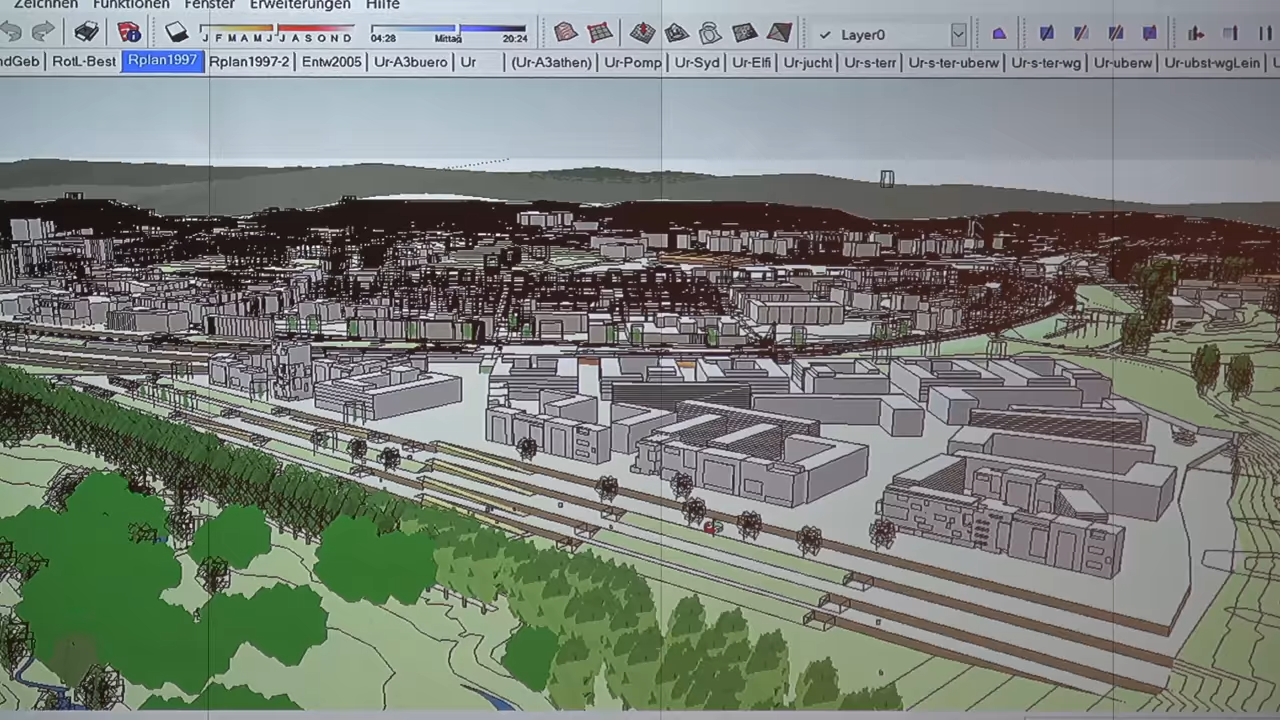 Zeichnen Funktionen Fenster Erweiterungen Hilfe
J F M A M J J A S O N D 04:28 Mittag 20:24 Layer0
ndGeb RotL-Best Rplan1997 Rplan1997-2 Entw2005 Ur-A3buero Ur (Ur-A3athen) Ur-Pomp Ur-Syd Ur-Elfi Ur-jucht Ur-s-terr Ur-s-ter-uberw Ur-s-ter-wg Ur-uberw Ur-ubst-wgLein